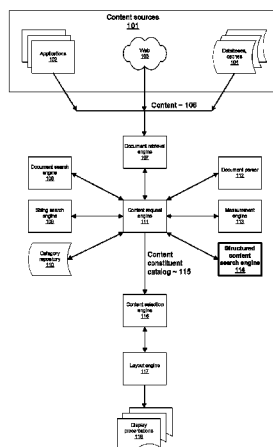 Content sources
101
Applications
102
Web
103
Databases,
caches
104
Content ~ 106
Document retrieval
engine
107
Document search
engine
108
Document parser
112
String search
engine
109
Content request
engine
111
Measurement
engine
113
Category
repository
110
Structured
content
search engine
114
Content
constituent
catalog ~ 115
Content selection
engine
116
Layout engine
117
Display
presentations
118